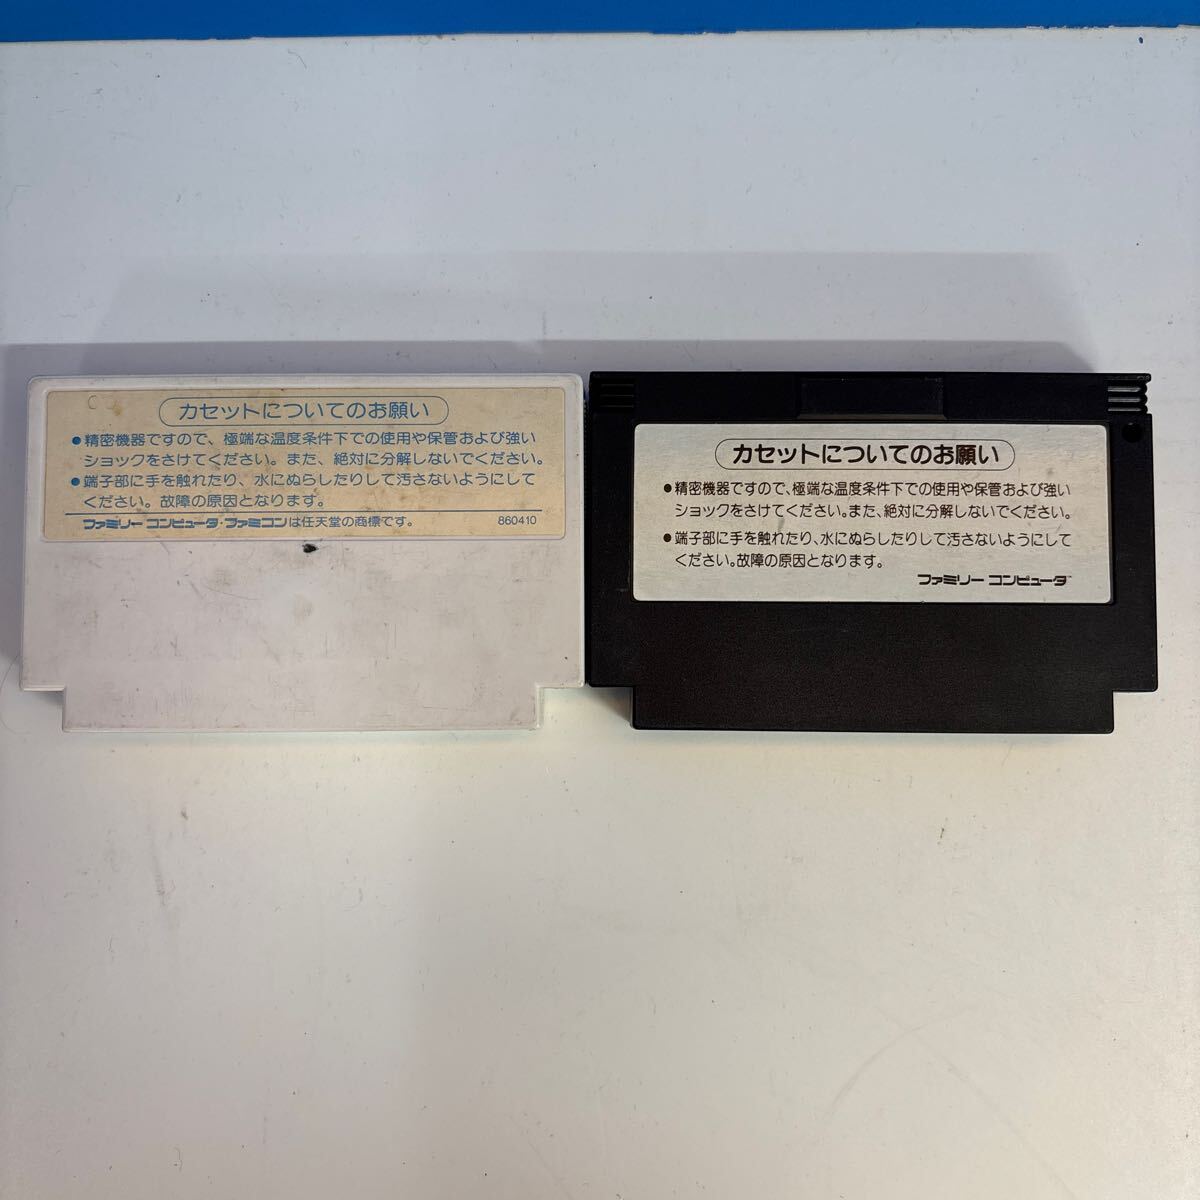 カセットについてのお願い
●精密機器ですので、極端な温度条件下での使用や保管および強い
ショックをさけてください。また、絶対に分解しないでください。
●端子部に手を触れたり、水にぬらしたりして汚さないようにして
ください。故障の原因となります。
ファミリー コンピュータ・ファミコンは任天堂の商標です。 860410
カセットについてのお願い
●精密機器ですので、極端な温度条件下での使用や保管および強い
ショックをさけてください。また、絶対に分解しないでください。
●端子部に手を触れたり、水にぬらしたりして汚さないようにして
ください。故障の原因となります。
ファミリー コンピュータ™